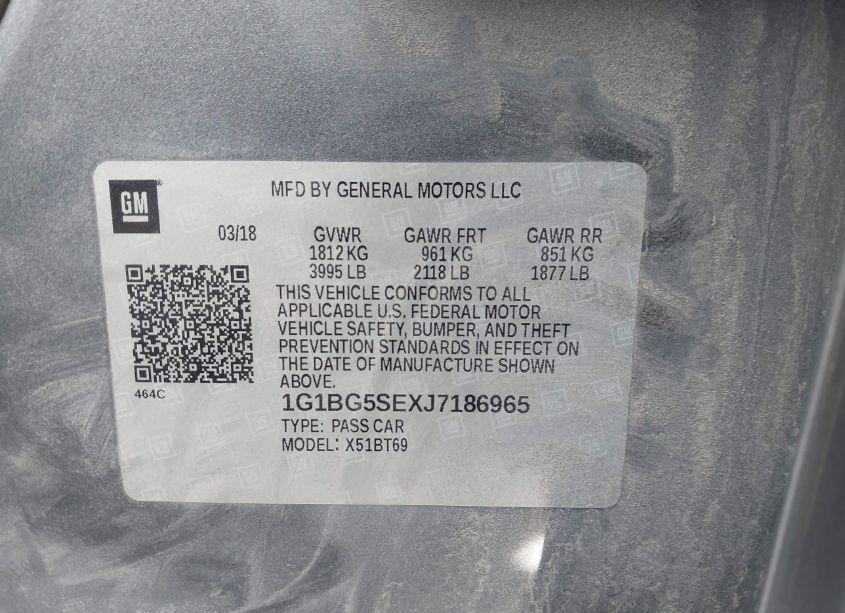 GM
MFD BY GENERAL MOTORS LLC
03/18 GVWR GAWR FRT GAWR RR
1812 KG 961 KG 851 KG
3995 LB 2118 LB 1877 LB
THIS VEHICLE CONFORMS TO ALL
APPLICABLE U.S. FEDERAL MOTOR
VEHICLE SAFETY, BUMPER, AND THEFT
PREVENTION STANDARDS IN EFFECT ON
THE DATE OF MANUFACTURE SHOWN
ABOVE.
464C
1G1BG5SEXJ7186965
TYPE: PASS CAR
MODEL: X51BT69